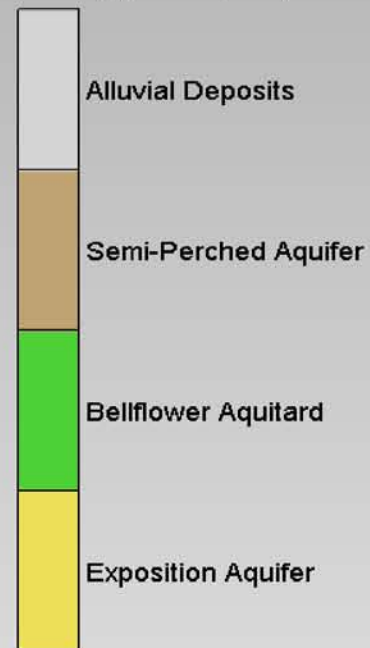 Alluvial Deposits
Semi-Perched Aquifer
Bellflower Aquitard
Exposition Aquifer